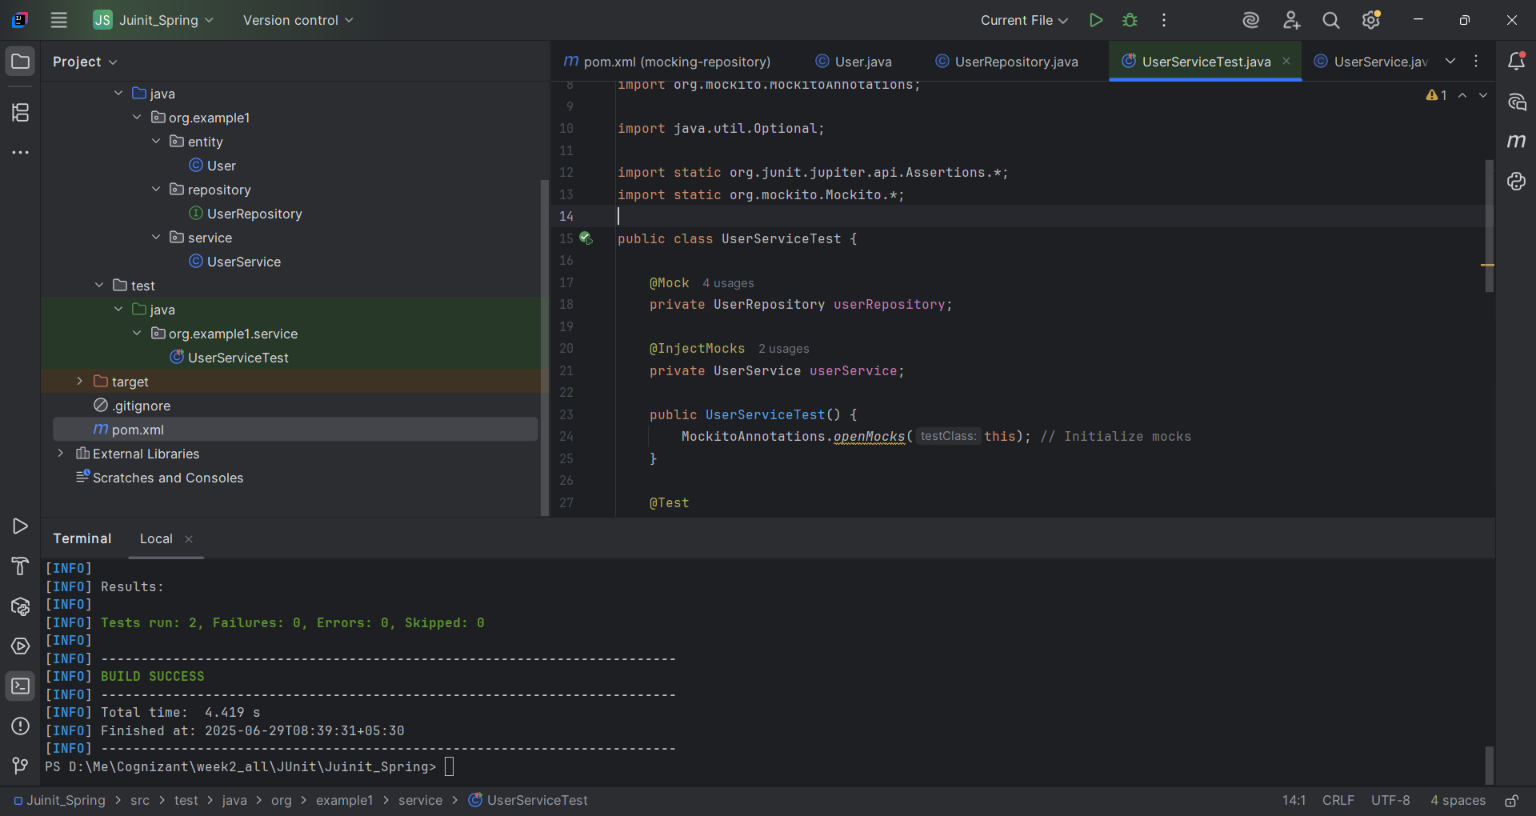 JS Juinit_Spring Version control Current File
Project
java
org.example1
entity
User
repository
UserRepository
service
UserService
test
java
org.example1.service
UserServiceTest
target
.gitignore
pom.xml
External Libraries
Scratches and Consoles
pom.xml (mocking-repository) User.java UserRepository.java UserServiceTest.java UserService.jav
1
8 import org.mockito.MockitoAnnotations;
9
10 import java.util.Optional;
11
12 import static org.junit.jupiter.api.Assertions.*;
13 import static org.mockito.Mockito.*;
14
15 public class UserServiceTest {
16
17 @Mock 4 usages
18 private UserRepository userRepository;
19
20 @InjectMocks 2 usages
21 private UserService userService;
22
23 public UserServiceTest() {
24 MockitoAnnotations.openMocks( testClass: this); // Initialize mocks
25 }
26
27 @Test
Terminal Local
[INFO]
[INFO] Results:
[INFO]
[INFO] Tests run: 2, Failures: 0, Errors: 0, Skipped: 0
[INFO]
[INFO] ------------------------------------------------------------------------
[INFO] BUILD SUCCESS
[INFO] ------------------------------------------------------------------------
[INFO] Total time:  4.419 s
[INFO] Finished at: 2025-06-29T08:39:31+05:30
[INFO] ------------------------------------------------------------------------
PS D:\Me\Cognizant\week2_all\JUnit\Juinit_Spring>
Juinit_Spring > src > test > java > org > example1 > service > UserServiceTest 14:1 CRLF UTF-8 4 spaces